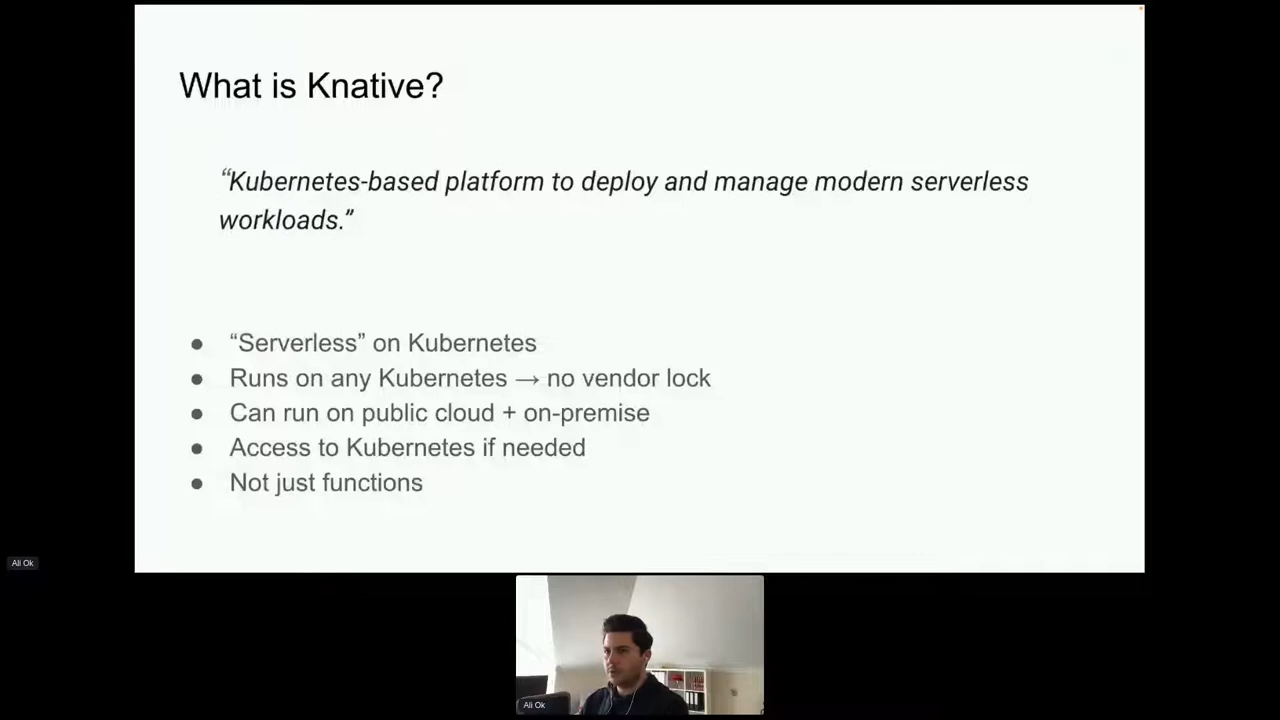 What is Knative?
“Kubernetes-based platform to deploy and manage modern serverless
workloads.”
● “Serverless” on Kubernetes
● Runs on any Kubernetes → no vendor lock
● Can run on public cloud + on-premise
● Access to Kubernetes if needed
● Not just functions
Ali Ok
Ali Ok